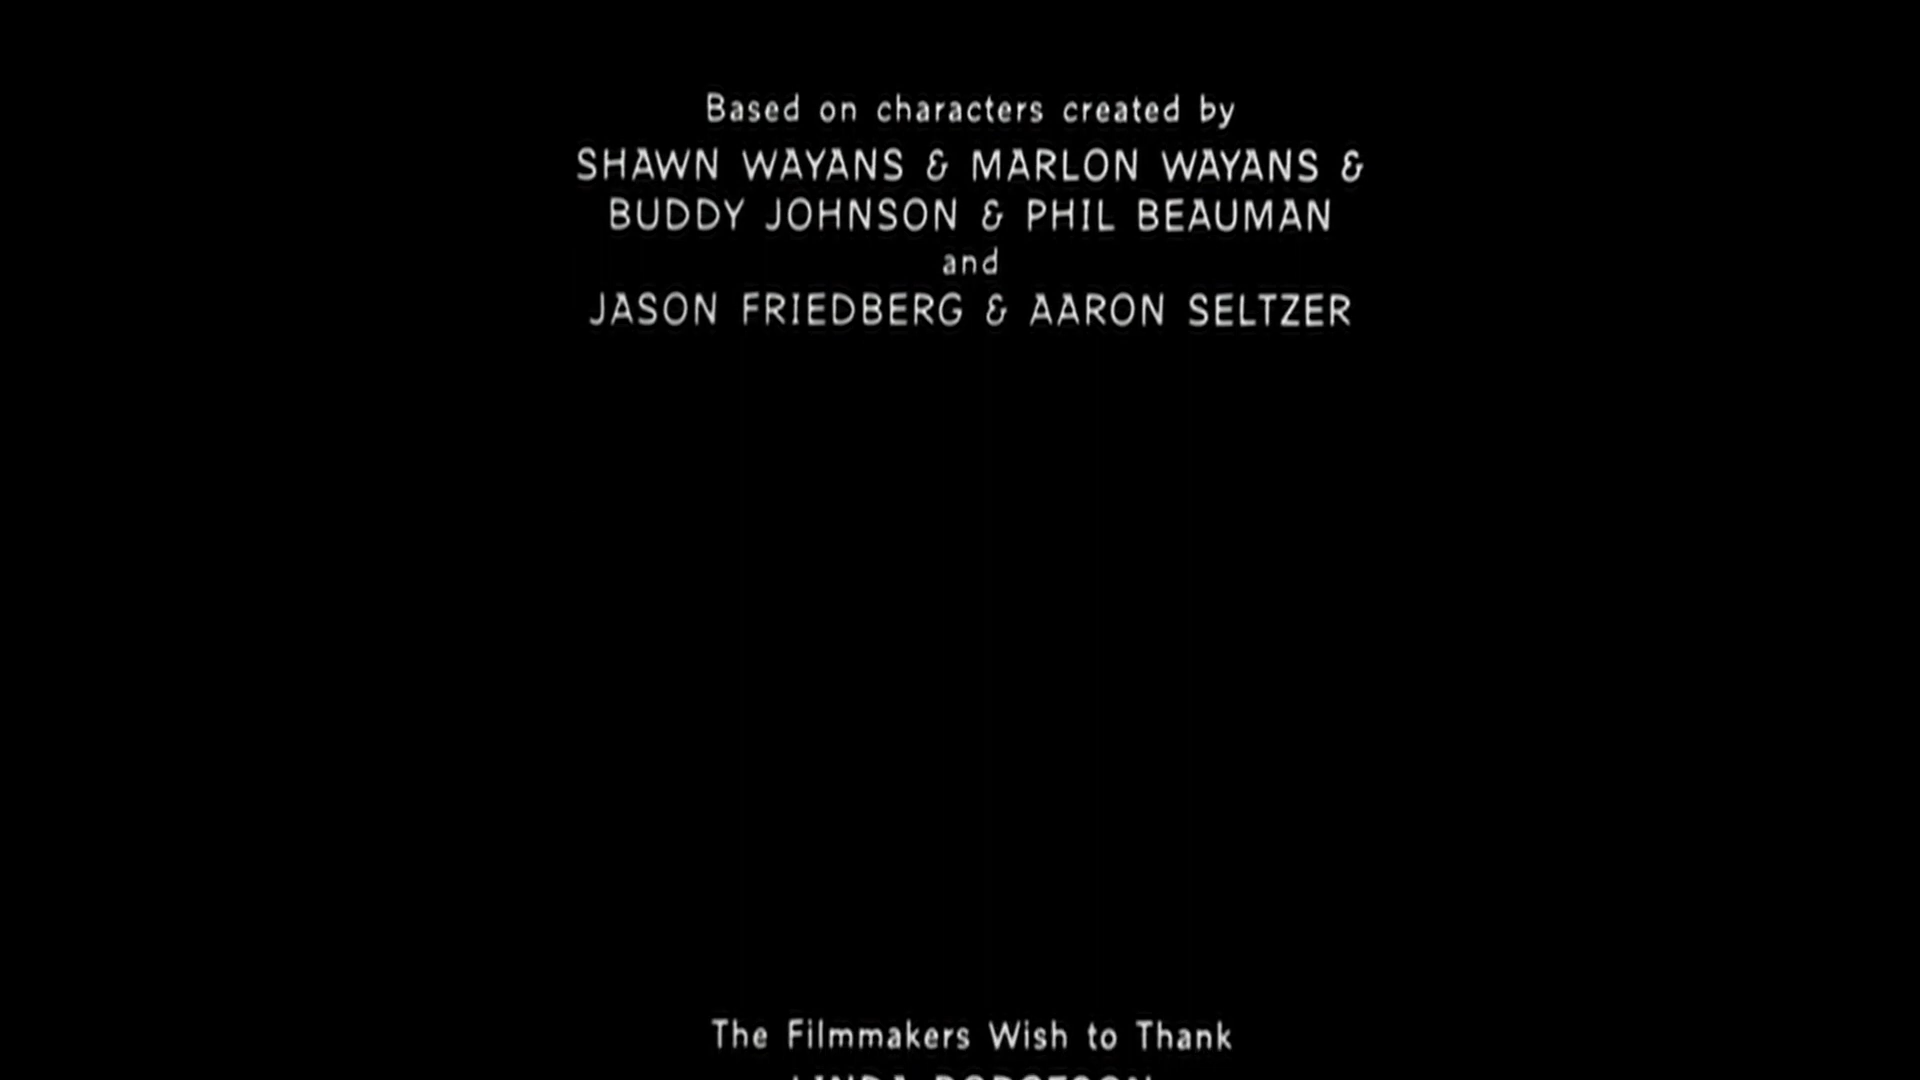 Based on characters created by
SHAWN WAYANS & MARLON WAYANS &
BUDDY JOHNSON & PHIL BEAUMAN
and
JASON FRIEDBERG & AARON SELTZER
The Filmmakers Wish to Thank
LINDA